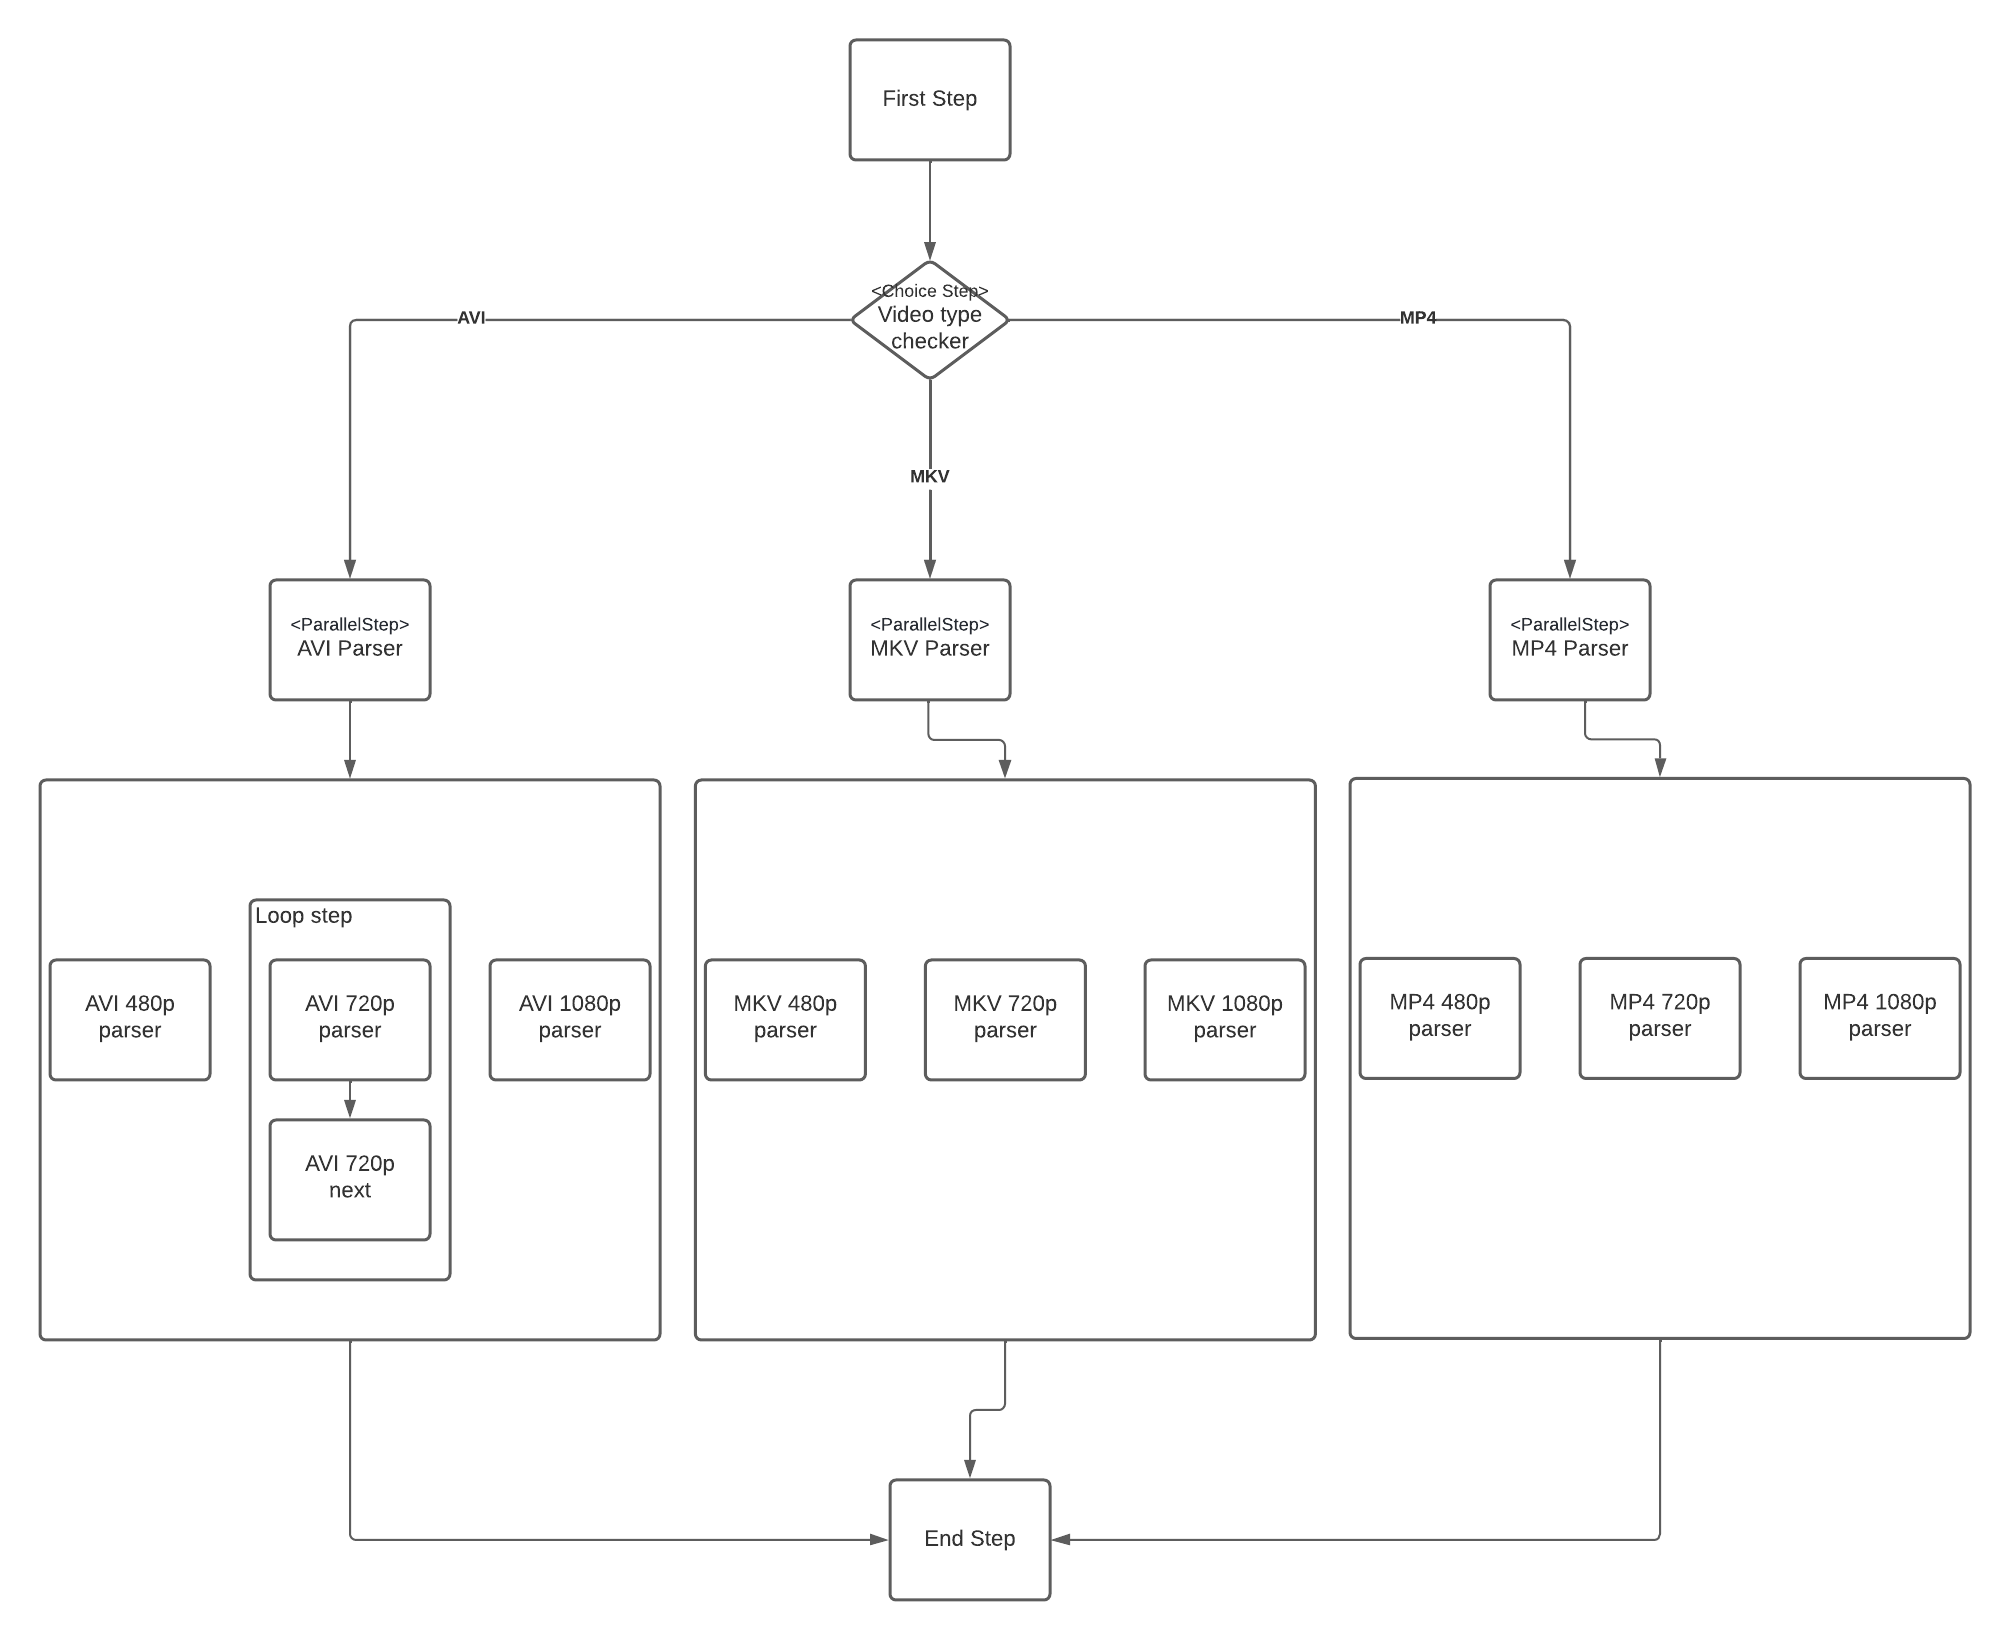 First Step
<Choice Step>
Video type
checker
AVI
MP4
MKV
<ParallelStep>
AVI Parser
<ParallelStep>
MKV Parser
<ParallelStep>
MP4 Parser
Loop step
AVI 480p
parser
AVI 720p
parser
AVI 720p
next
AVI 1080p
parser
MKV 480p
parser
MKV 720p
parser
MKV 1080p
parser
MP4 480p
parser
MP4 720p
parser
MP4 1080p
parser
End Step